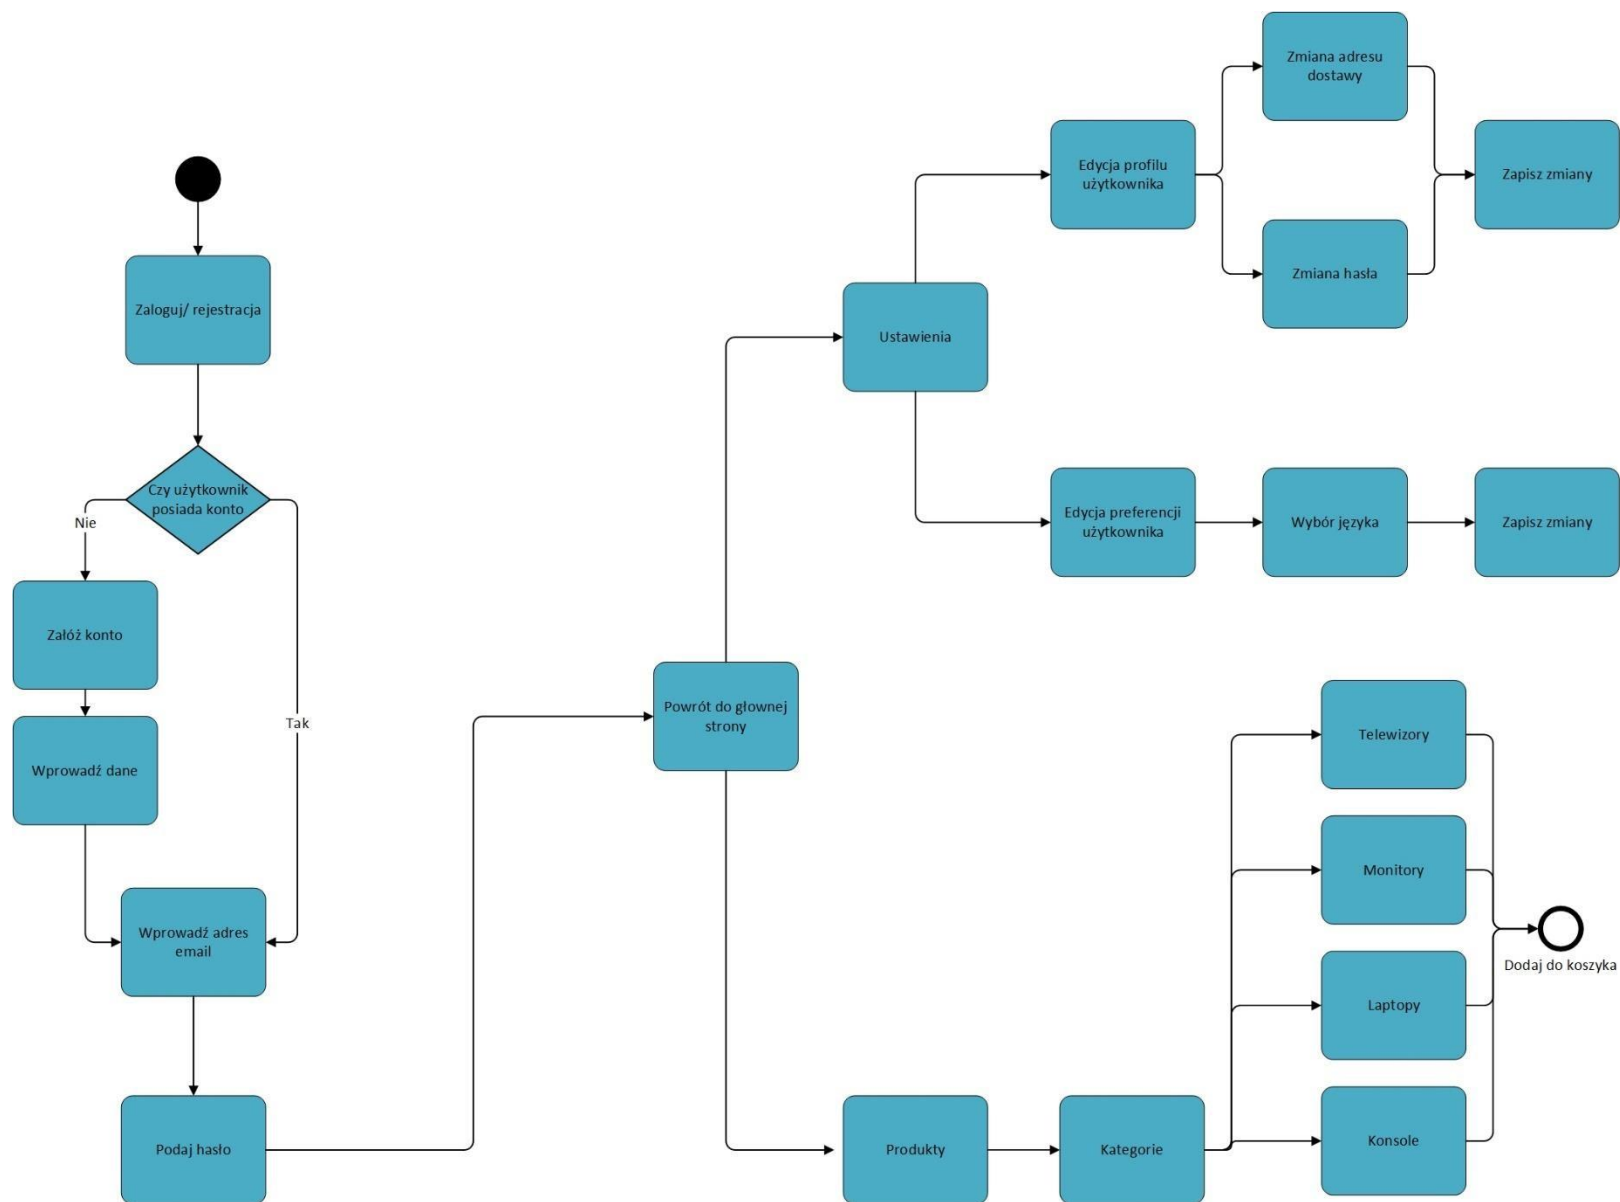 Zaloguj/ rejestracja
Czy użytkownik
posiada konto
Nie
Tak
Załóż konto
Wprowadź dane
Wprowadź adres
email
Podaj hasło
Powrót do głownej
strony
Ustawienia
Edycja profilu
użytkownika
Zmiana adresu
dostawy
Zmiana hasła
Zapisz zmiany
Edycja preferencji
użytkownika
Wybór języka
Zapisz zmiany
Produkty
Kategorie
Telewizory
Monitory
Laptopy
Konsole
Dodaj do koszyka